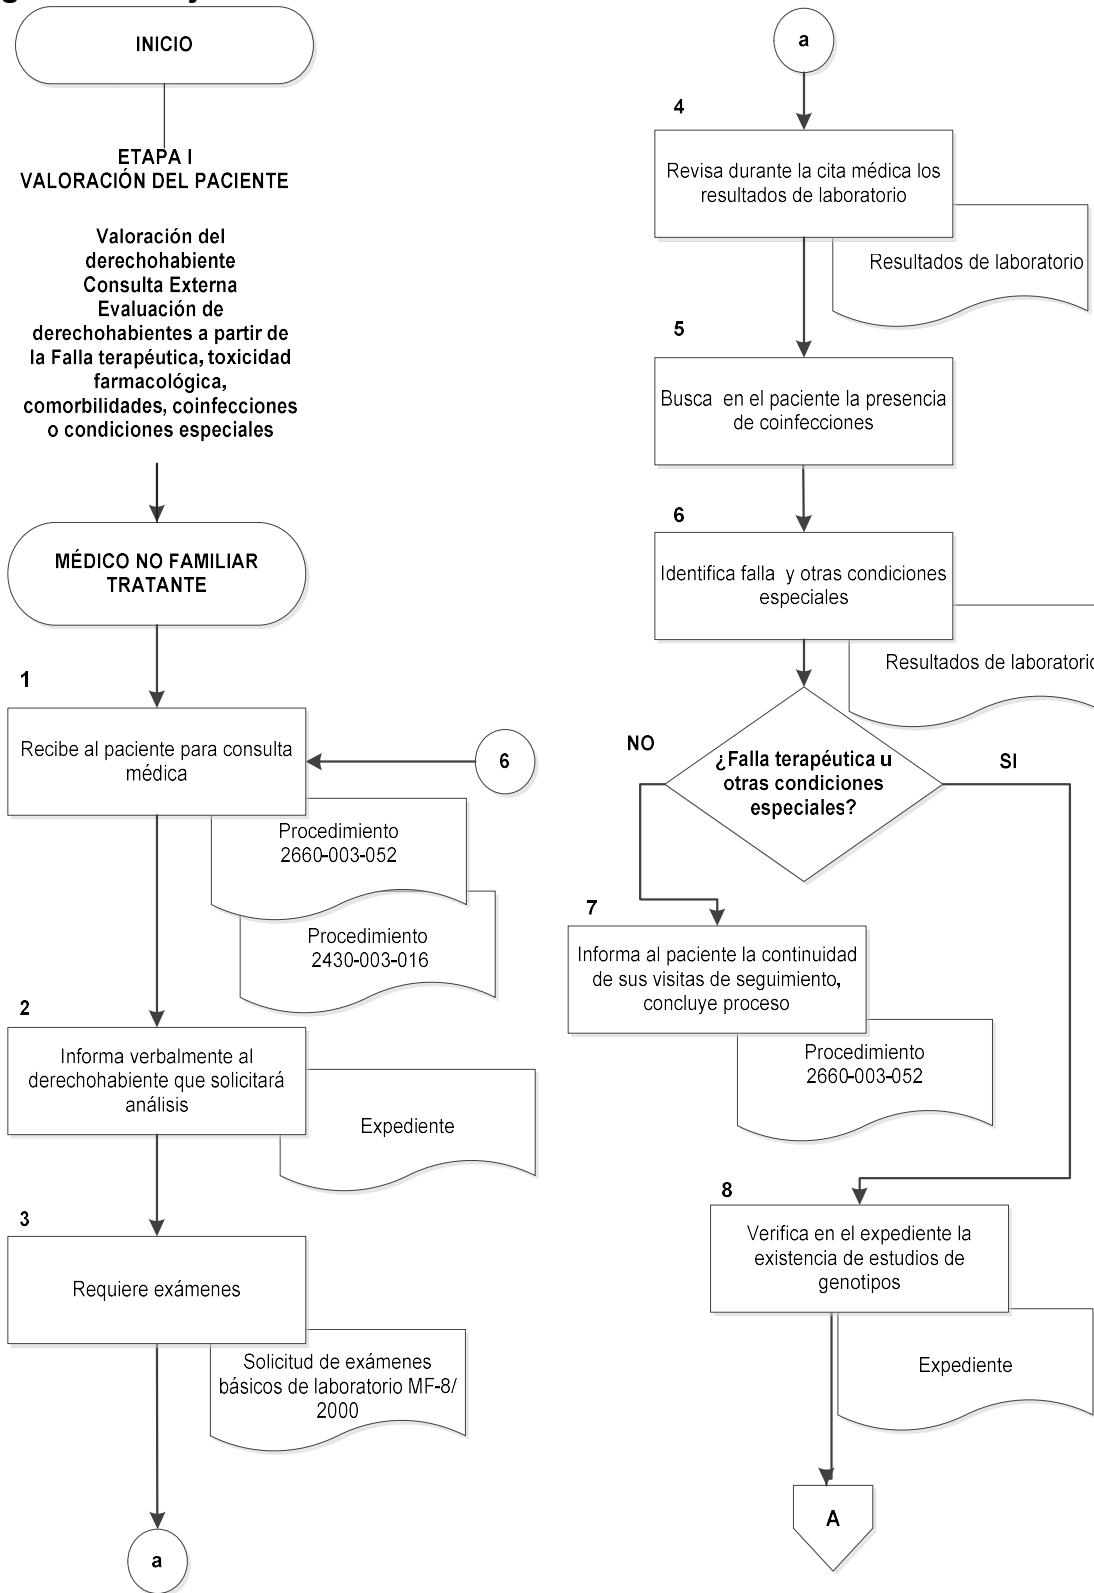 INICIO
ETAPA I
VALORACIÓN DEL PACIENTE
Valoración del
derechohabiente
Consulta Externa
Evaluación de
derechohabientes a partir de
la Falla terapéutica, toxicidad
farmacológica,
comorbilidades, coinfecciones
o condiciones especiales
MÉDICO NO FAMILIAR
TRATANTE
1
Recibe al paciente para consulta
médica
6
Procedimiento
2660-003-052
Procedimiento
2430-003-016
2
Informa verbalmente al
derechohabiente que solicitará
análisis
Expediente
3
Requiere exámenes
Solicitud de exámenes
básicos de laboratorio MF-8/
2000
a
a
4
Revisa durante la cita médica los
resultados de laboratorio
Resultados de laboratorio
5
Busca en el paciente la presencia
de coinfecciones
6
Identifica falla y otras condiciones
especiales
Resultados de laboratorio
NO
¿Falla terapéutica u
otras condiciones
especiales?
SI
7
Informa al paciente la continuidad
de sus visitas de seguimiento,
concluye proceso
Procedimiento
2660-003-052
8
Verifica en el expediente la
existencia de estudios de
genotipos
Expediente
A